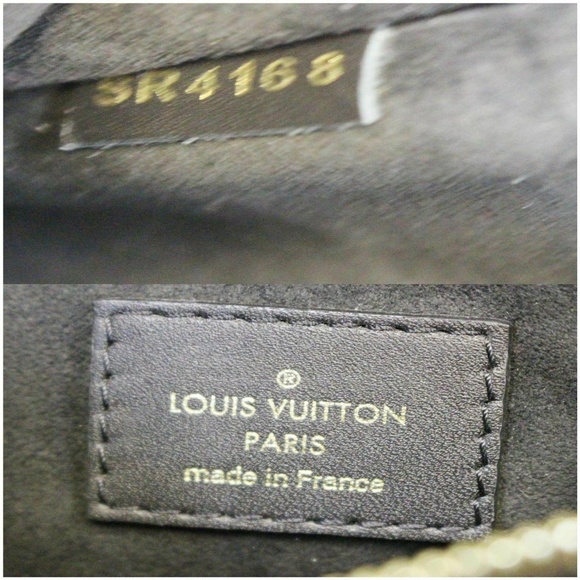 SR4168
®
LOUIS VUITTON
PARIS
made in France